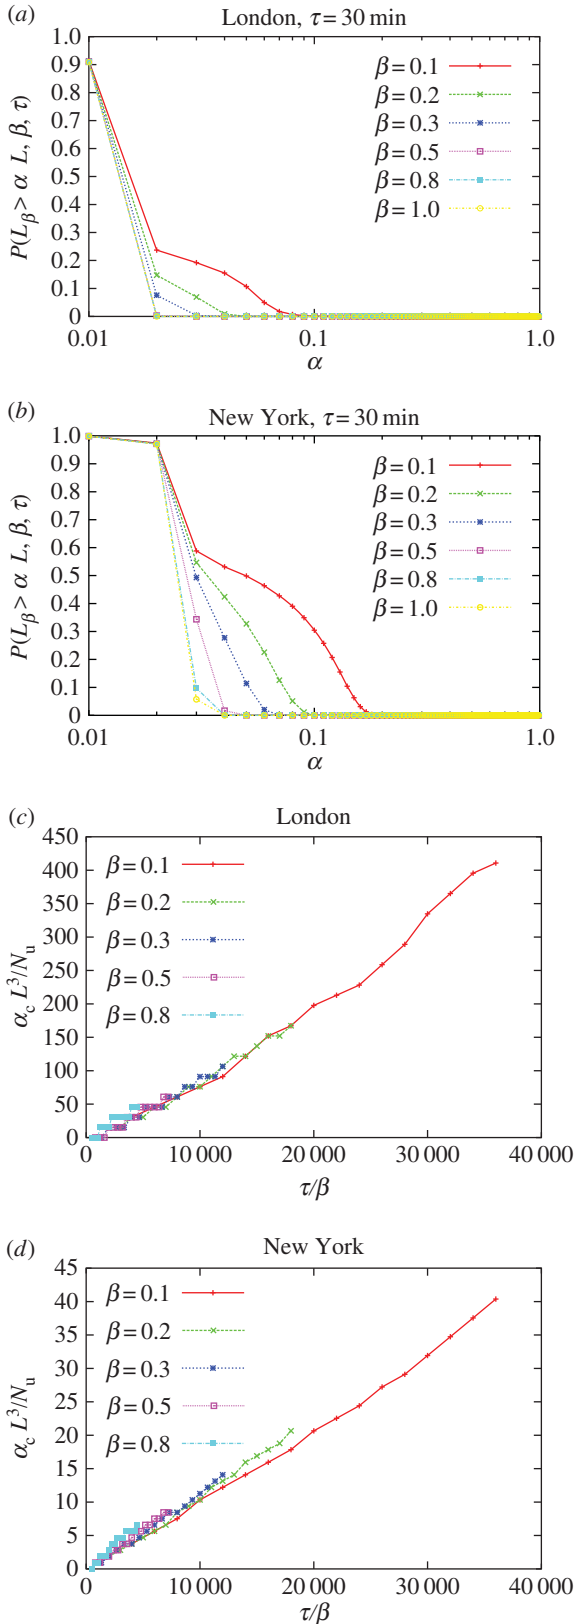 (a) London, τ = 30 min
P(L_β > α L, β, τ)
1.0
0.9
0.8
0.7
0.6
0.5
0.4
0.3
0.2
0.1
0
β = 0.1
β = 0.2
β = 0.3
β = 0.5
β = 0.8
β = 1.0
0.01 0.1 1.0
α
(b) New York, τ = 30 min
P(L_β > α L, β, τ)
1.0
0.9
0.8
0.7
0.6
0.5
0.4
0.3
0.2
0.1
0
β = 0.1
β = 0.2
β = 0.3
β = 0.5
β = 0.8
β = 1.0
0.01 0.1 1.0
α
(c) London
α_c L³/N_u
450
400
350
300
250
200
150
100
50
0
β = 0.1
β = 0.2
β = 0.3
β = 0.5
β = 0.8
0 10 000 20 000 30 000 40 000
τ/β
(d) New York
α_c L³/N_u
45
40
35
30
25
20
15
10
5
0
β = 0.1
β = 0.2
β = 0.3
β = 0.5
β = 0.8
0 10 000 20 000 30 000 40 000
τ/β